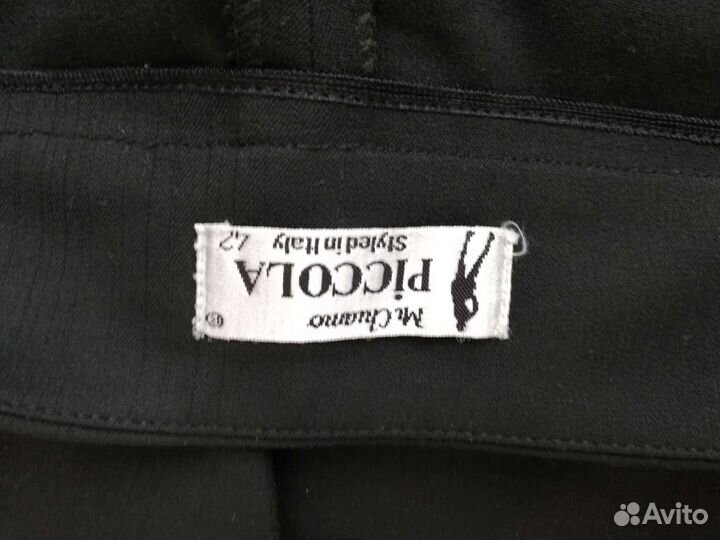 Mi Chiamo ®
PiCCOLA
Styled in Italy 42
Avito